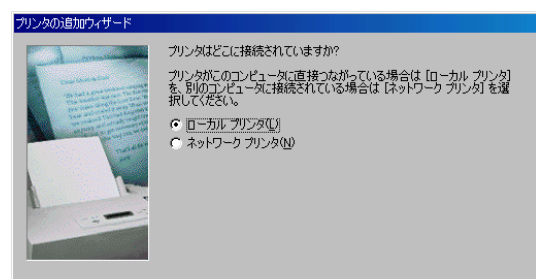 プリンタの追加ウィザード
プリンタはどこに接続されていますか?
プリンタがこのコンピュータに直接つながっている場合は [ローカル プリンタ]
を、別のコンピュータに接続されている場合は [ネットワーク プリンタ] を選
択してください。
ローカル プリンタ(L)
ネットワーク プリンタ(N)